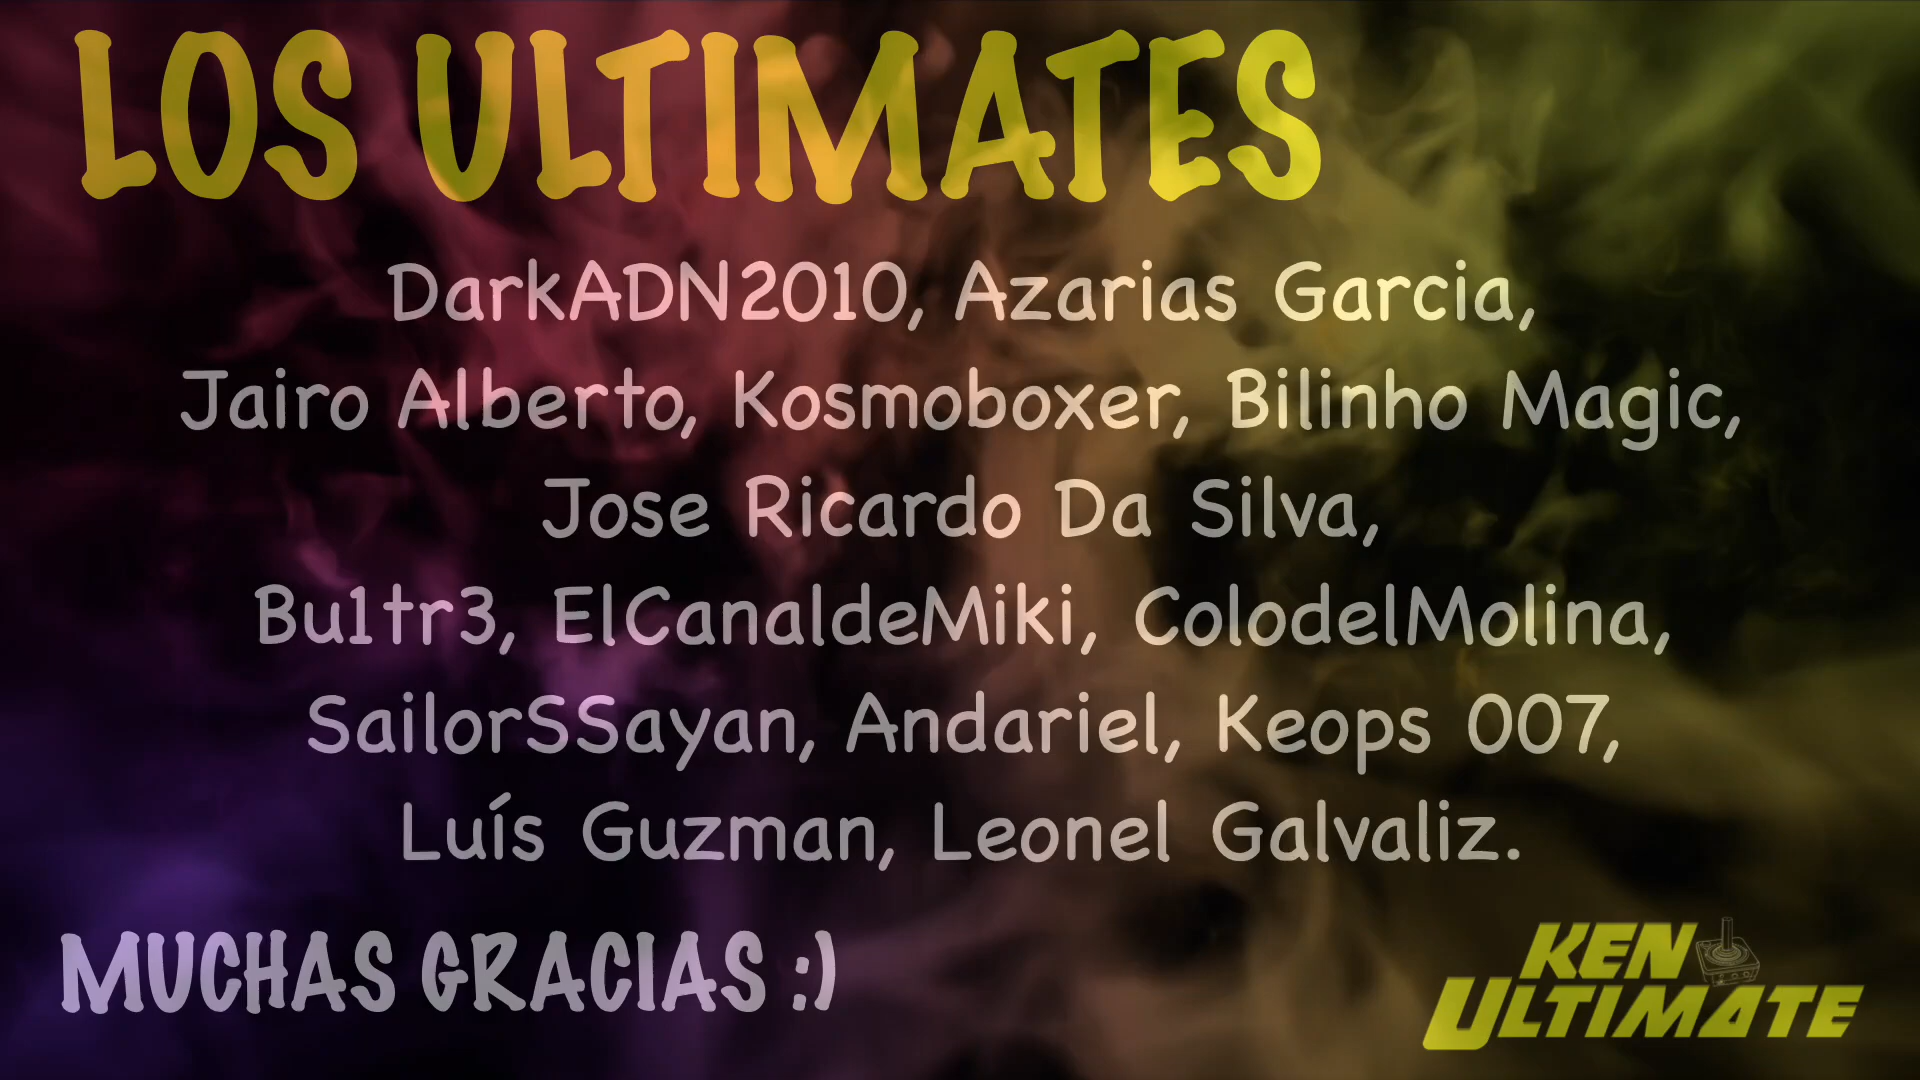 LOS ULTIMATES
DarkADN2010, Azarias Garcia,
Jairo Alberto, Kosmoboxer, Bilinho Magic,
Jose Ricardo Da Silva,
Bu1tr3, ElCanaldeMiki, ColodelMolina,
SailorSSayan, Andariel, Keops 007,
Luís Guzman, Leonel Galvaliz.
MUCHAS GRACIAS :)
KEN
ULTIMATE